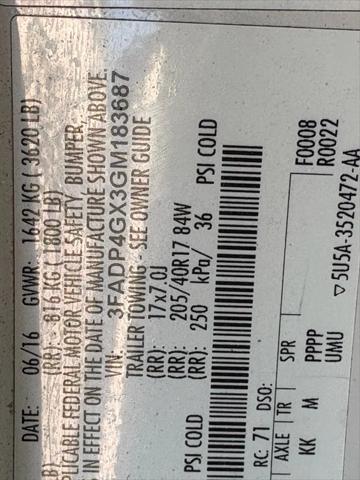 DATE: 06/16 GVWR: 1642 KG ( 3620 LB)
B) (RR): 816 KG ( 1800 LB)
PLICABLE FEDERAL MOTOR VEHICLE SAFETY, BUMPER,
S IN EFFECT ON THE DATE OF MANUFACTURE SHOWN ABOVE.
VIN: 3FADP4GX3GM183687
TRAILER TOWING - SEE OWNER GUIDE
(RR): 17x7.0J
(RR): 205/40R17 84W
PSI COLD (RR): 250 kPa/ 36 PSI COLD
F0008
R0022
RC: 71 DSO:
AXLE TR SPR
KK M PPPP
UMU
▽5U5A-3520472-AA